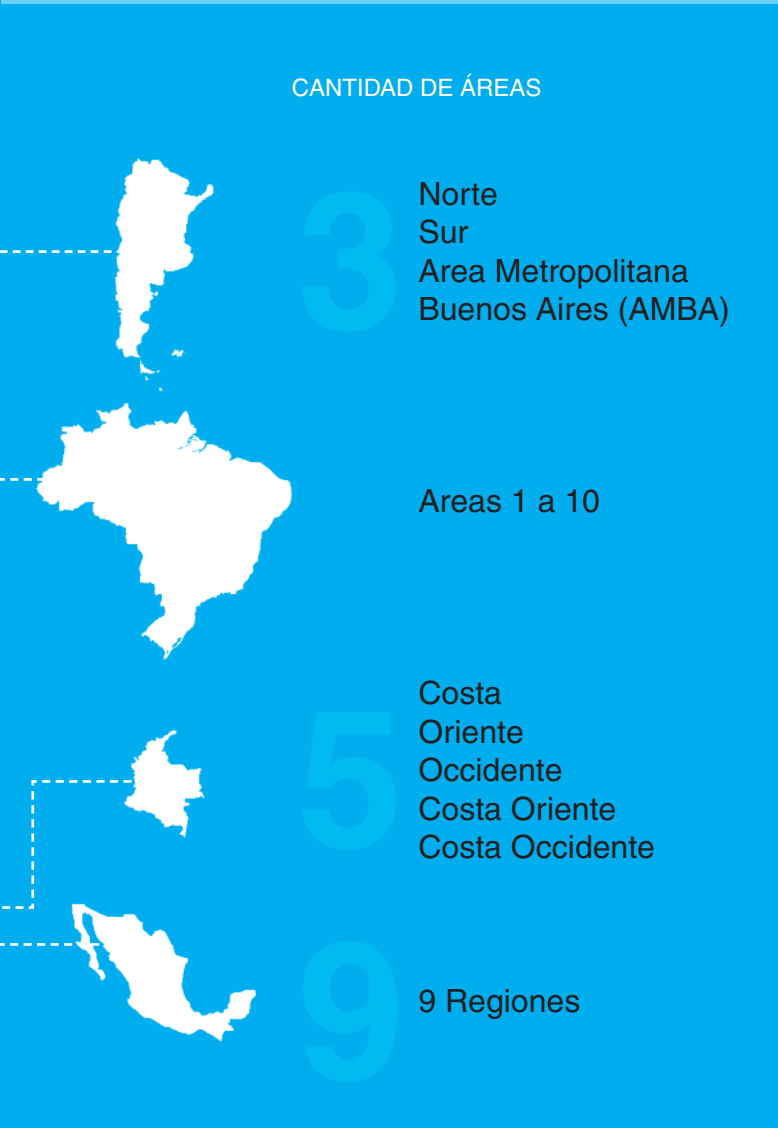 CANTIDAD DE ÁREAS
3
Norte
Sur
Area Metropolitana
Buenos Aires (AMBA)
Areas 1 a 10
5
Costa
Oriente
Occidente
Costa Oriente
Costa Occidente
9
9 Regiones